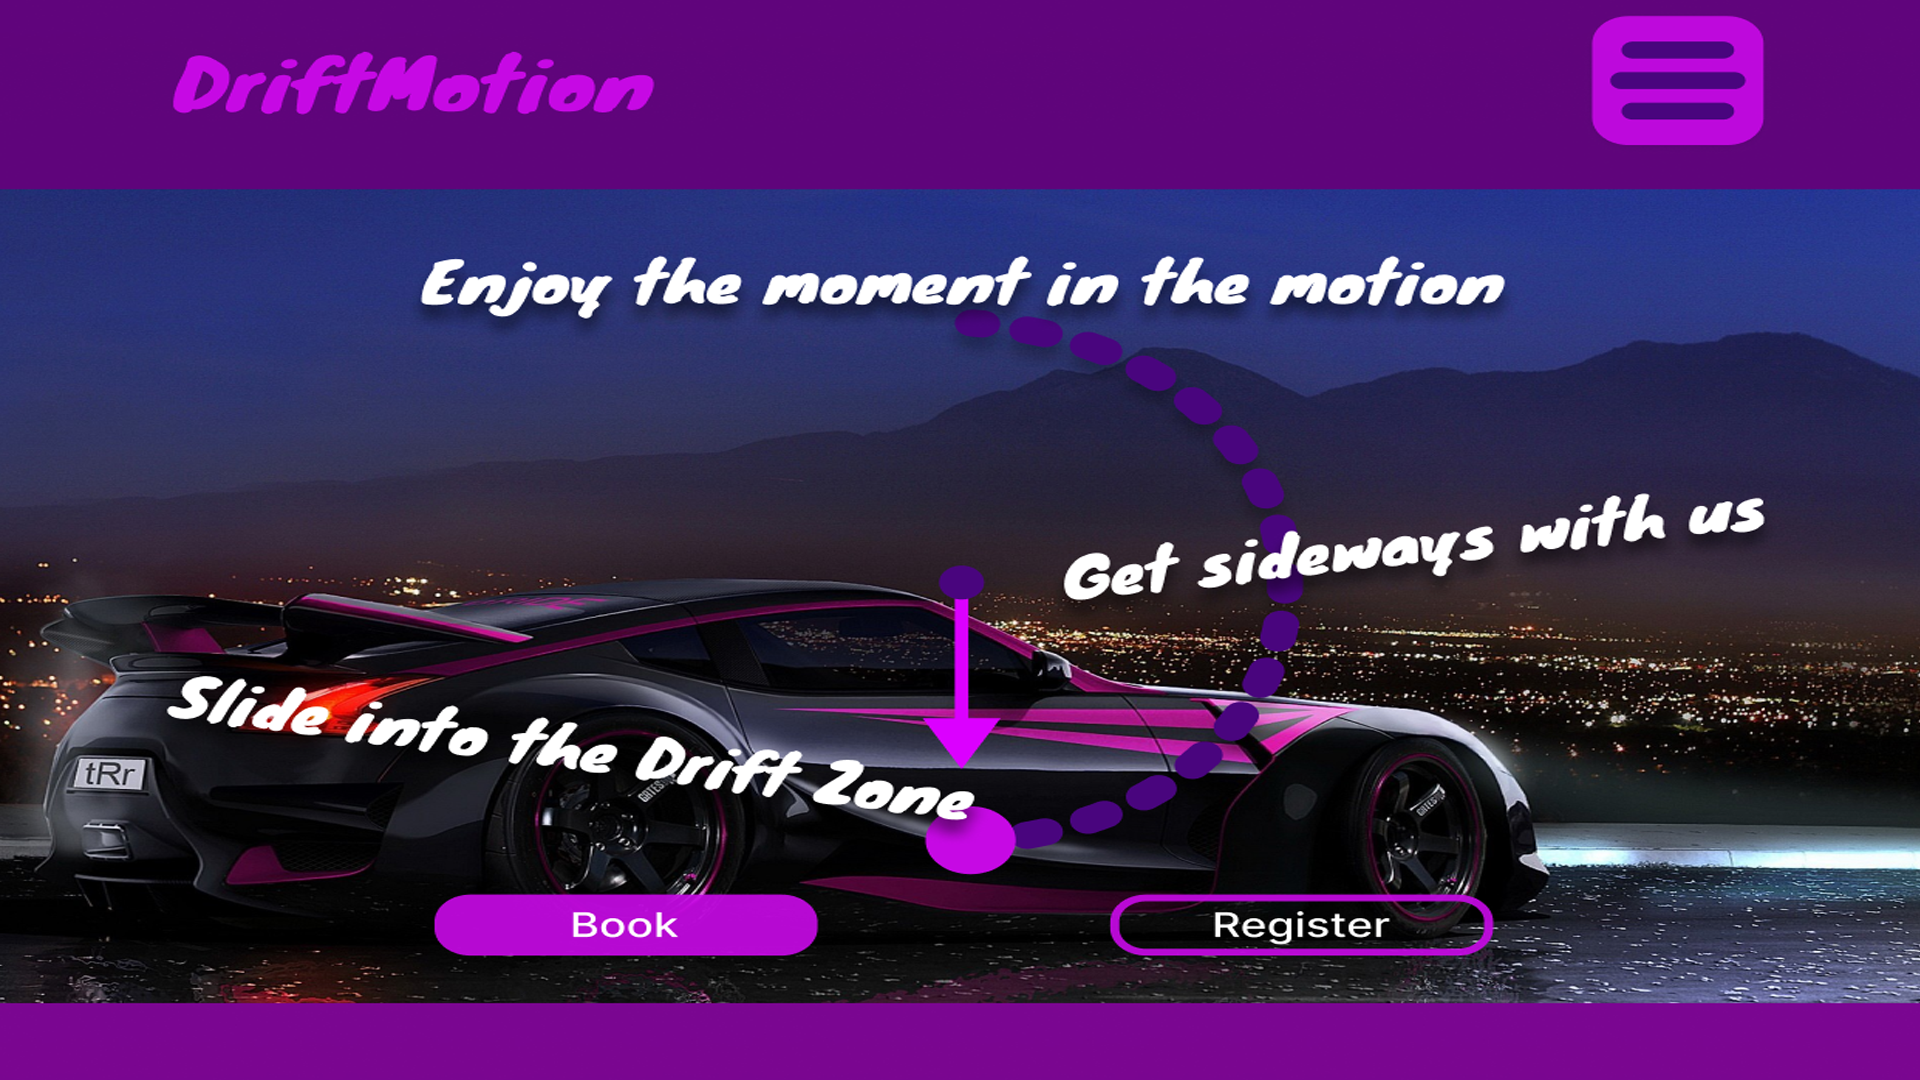 DriftMotion
Enjoy the moment in the motion
Get sideways with us
Slide into the Drift Zone
tRr
Book
Register